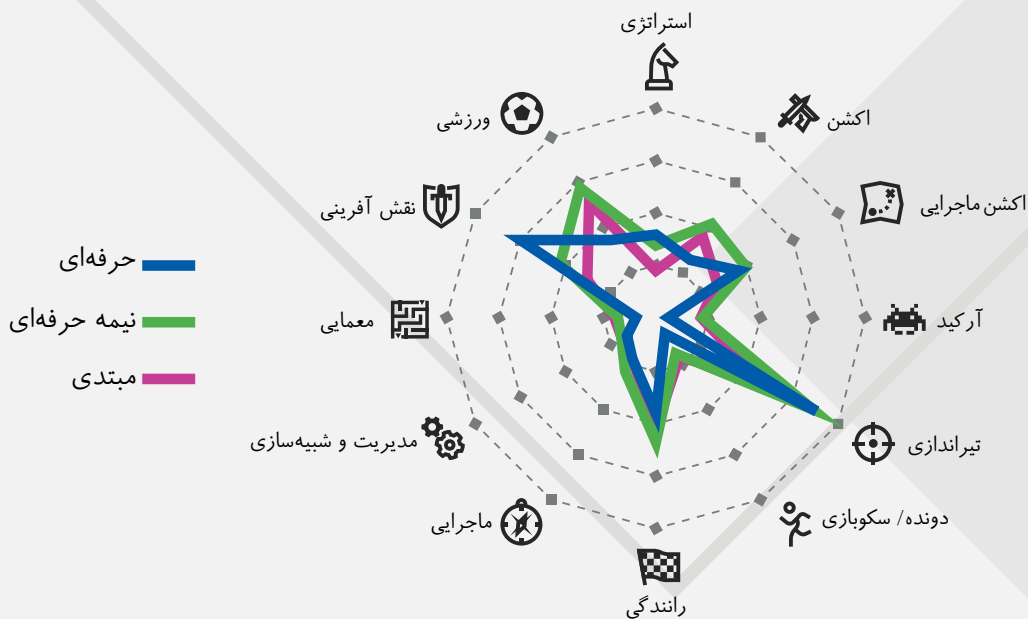 استراتژی
اکشن
اکشن ماجرایی
آرکید
تیراندازی
دونده/ سکوبازی
رانندگی
ماجرایی
مدیریت و شبیه‌سازی
معمایی
نقش آفرینی
ورزشی
حرفه‌ای
نیمه حرفه‌ای
مبتدی